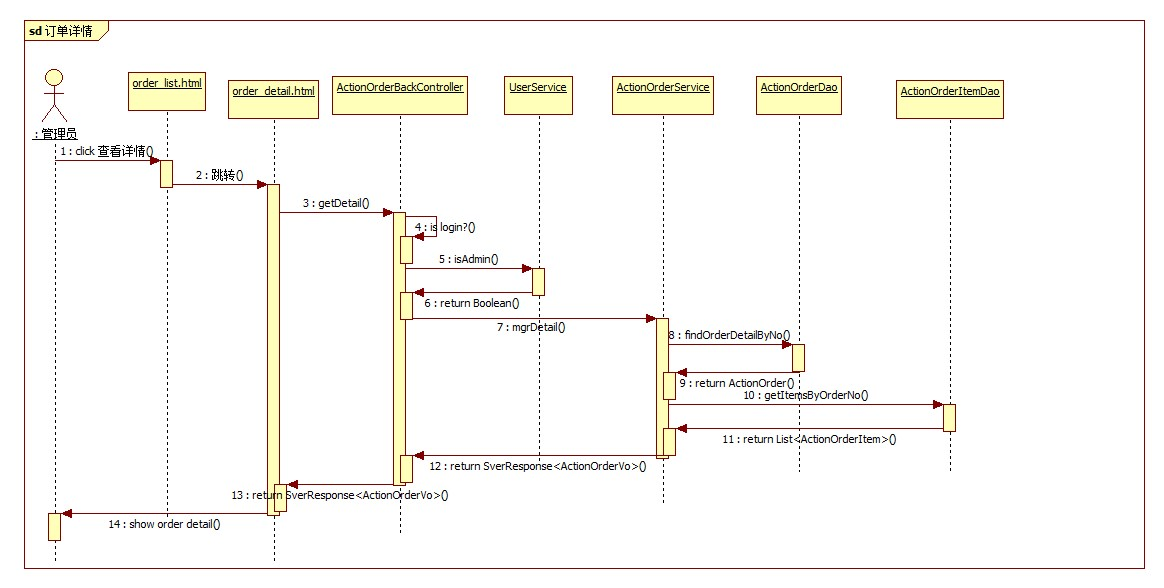 sd 订单详情
order_list.html
order_detail.html
ActionOrderBackController
UserService
ActionOrderService
ActionOrderDao
ActionOrderItemDao
: 管理员
1 : click 查看详情()
2 : 跳转()
3 : getDetail()
4 : is login?()
5 : isAdmin()
6 : return Boolean()
7 : mgrDetail()
8 : findOrderDetailByNo()
9 : return ActionOrder()
10 : getItemsByOrderNo()
11 : return List<ActionOrderItem>()
12 : return SverResponse<ActionOrderVo>()
13 : return SverResponse<ActionOrderVo>()
14 : show order detail()